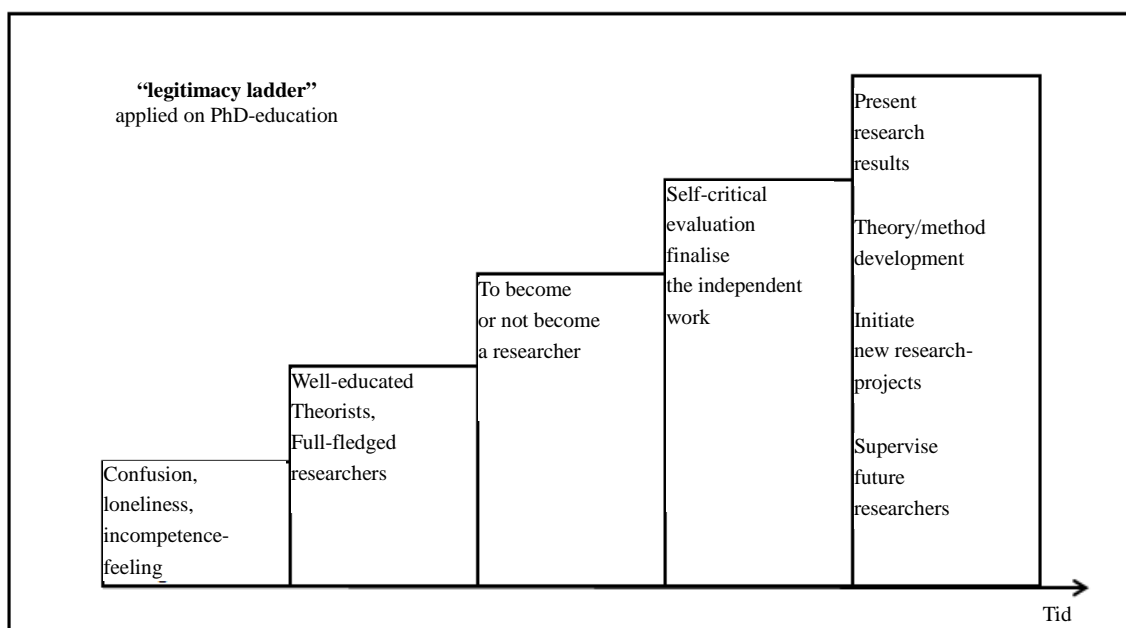 “legitimacy ladder”
applied on PhD-education
Confusion,
loneliness,
incompetence-
feeling
Well-educated
Theorists,
Full-fledged
researchers
To become
or not become
a researcher
Self-critical
evaluation
finalise
the independent
work
Present
research
results
Theory/method
development
Initiate
new research-
projects
Supervise
future
researchers
Tid